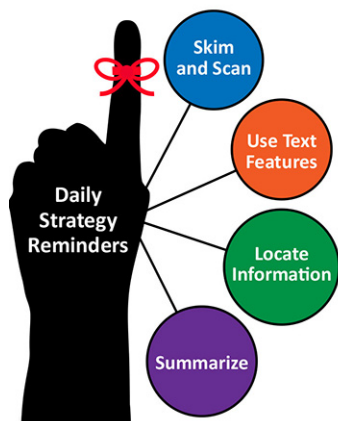 Skim
and Scan
Use Text
Features
Daily
Strategy
Reminders
Locate
Information
Summarize